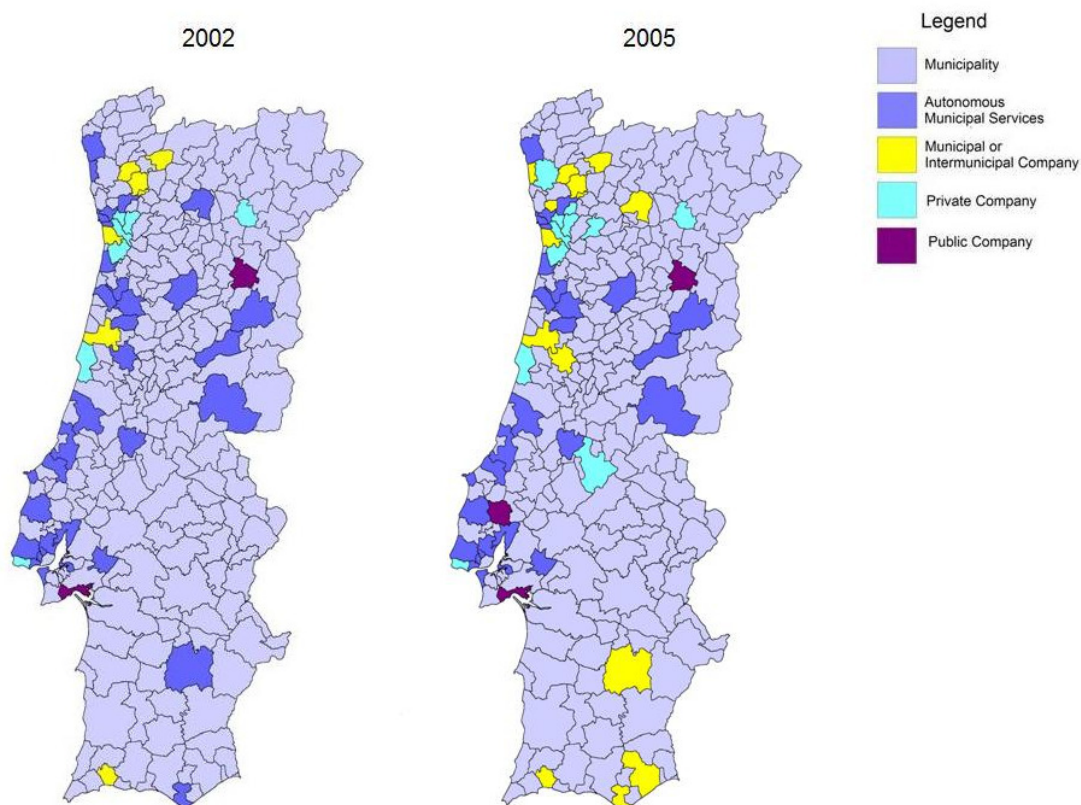 2002
2005
Legend
Municipality
Autonomous
Municipal Services
Municipal or
Intermunicipal Company
Private Company
Public Company